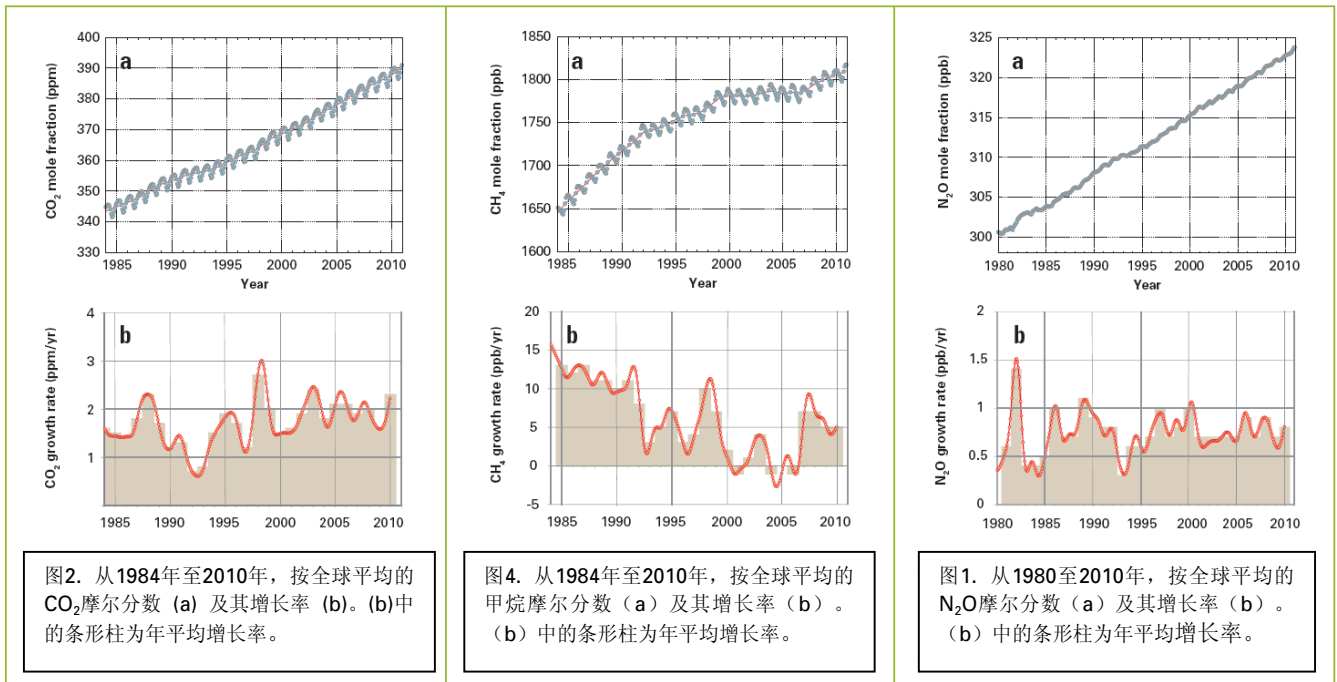 400
390
380
370
360
350
340
330
CO₂ mole fraction (ppm)
a
1985 1990 1995 2000 2005 2010
Year
4
3
2
1
CO₂ growth rate (ppm/yr)
b
1985 1990 1995 2000 2005 2010
图2. 从1984年至2010年，按全球平均的
CO₂摩尔分数 (a) 及其增长率 (b)。(b)中
的条形柱为年平均增长率。
1850
1800
1750
1700
1650
1600
CH₄ mole fraction (ppb)
a
1985 1990 1995 2000 2005 2010
Year
20
15
10
5
0
-5
CH₄ growth rate (ppb/yr)
b
1985 1990 1995 2000 2005 2010
图4. 从1984年至2010年，按全球平均的
甲烷摩尔分数（a）及其增长率（b）。
（b）中的条形柱为年平均增长率。
325
320
315
310
305
300
N₂O mole fraction (ppb)
a
1980 1985 1990 1995 2000 2005 2010
Year
2
1.5
1
0.5
0
N₂O growth rate (ppb/yr)
b
1980 1985 1990 1995 2000 2005 2010
图1. 从1980至2010年，按全球平均的
N₂O摩尔分数（a）及其增长率（b）。
（b）中的条形柱为年平均增长率。